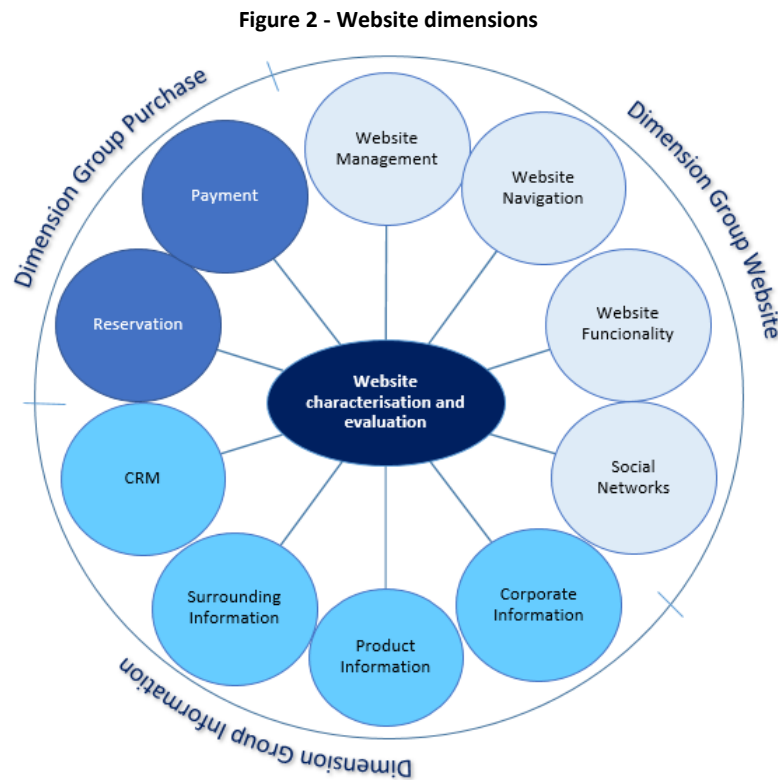 Figure 2 - Website dimensions
Dimension Group Purchase
Dimension Group Website
Dimension Group Information
Website
Management
Website
Navigation
Website
Funcionality
Social
Networks
Corporate
Information
Product
Information
Surrounding
Information
CRM
Reservation
Payment
Website
characterisation and
evaluation